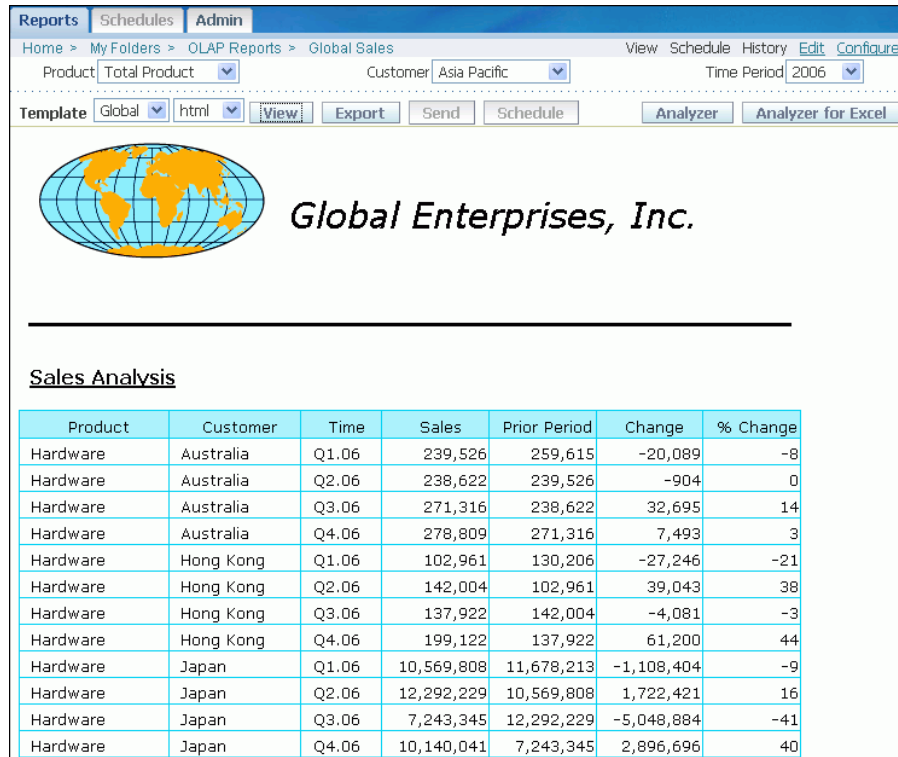 Reports Schedules Admin
Home > My Folders > OLAP Reports > Global Sales View Schedule History Edit Configure
Product Total Product Customer Asia Pacific Time Period 2006
Template Global html View Export Send Schedule Analyzer Analyzer for Excel
Global Enterprises, Inc.
Sales Analysis
Product Customer Time Sales Prior Period Change % Change
Hardware Australia Q1.06 239,526 259,615 -20,089 -8
Hardware Australia Q2.06 238,622 239,526 -904 0
Hardware Australia Q3.06 271,316 238,622 32,695 14
Hardware Australia Q4.06 278,809 271,316 7,493 3
Hardware Hong Kong Q1.06 102,961 130,206 -27,246 -21
Hardware Hong Kong Q2.06 142,004 102,961 39,043 38
Hardware Hong Kong Q3.06 137,922 142,004 -4,081 -3
Hardware Hong Kong Q4.06 199,122 137,922 61,200 44
Hardware Japan Q1.06 10,569,808 11,678,213 -1,108,404 -9
Hardware Japan Q2.06 12,292,229 10,569,808 1,722,421 16
Hardware Japan Q3.06 7,243,345 12,292,229 -5,048,884 -41
Hardware Japan Q4.06 10,140,041 7,243,345 2,896,696 40